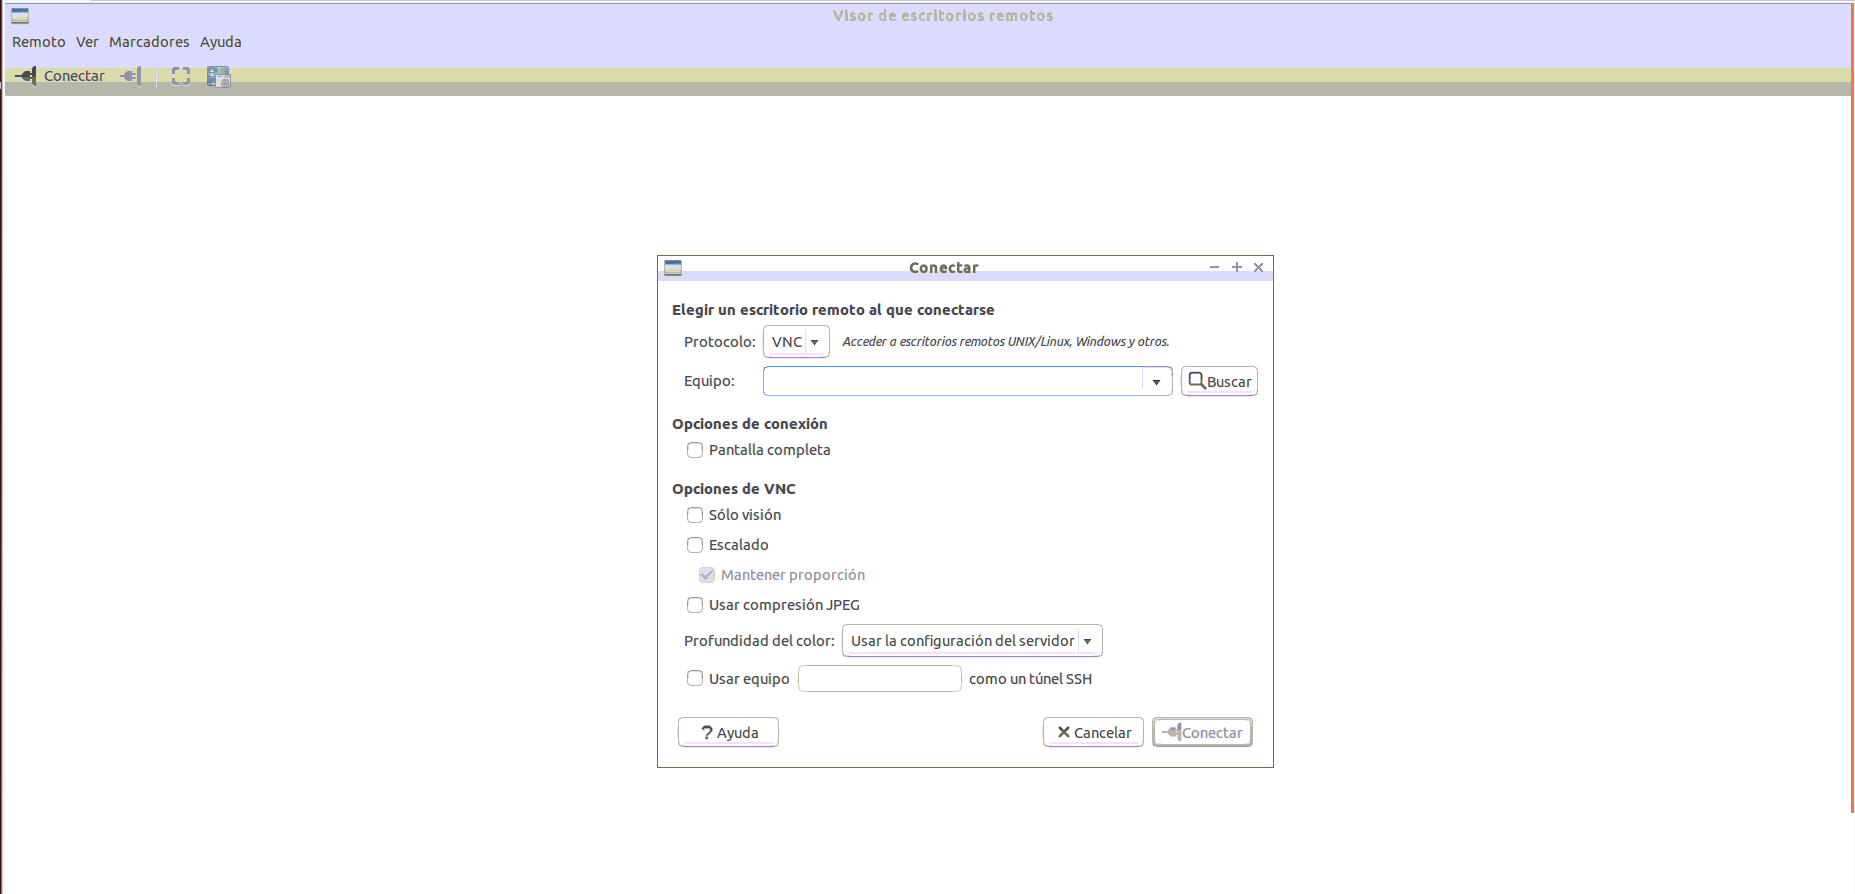 Visor de escritorios remotos
Remoto Ver Marcadores Ayuda
Conectar
Conectar
Elegir un escritorio remoto al que conectarse
Protocolo: VNC Acceder a escritorios remotos UNIX/Linux, Windows y otros.
Equipo: Buscar
Opciones de conexión
Pantalla completa
Opciones de VNC
Sólo visión
Escalado
Mantener proporción
Usar compresión JPEG
Profundidad del color: Usar la configuración del servidor
Usar equipo como un túnel SSH
Ayuda Cancelar Conectar